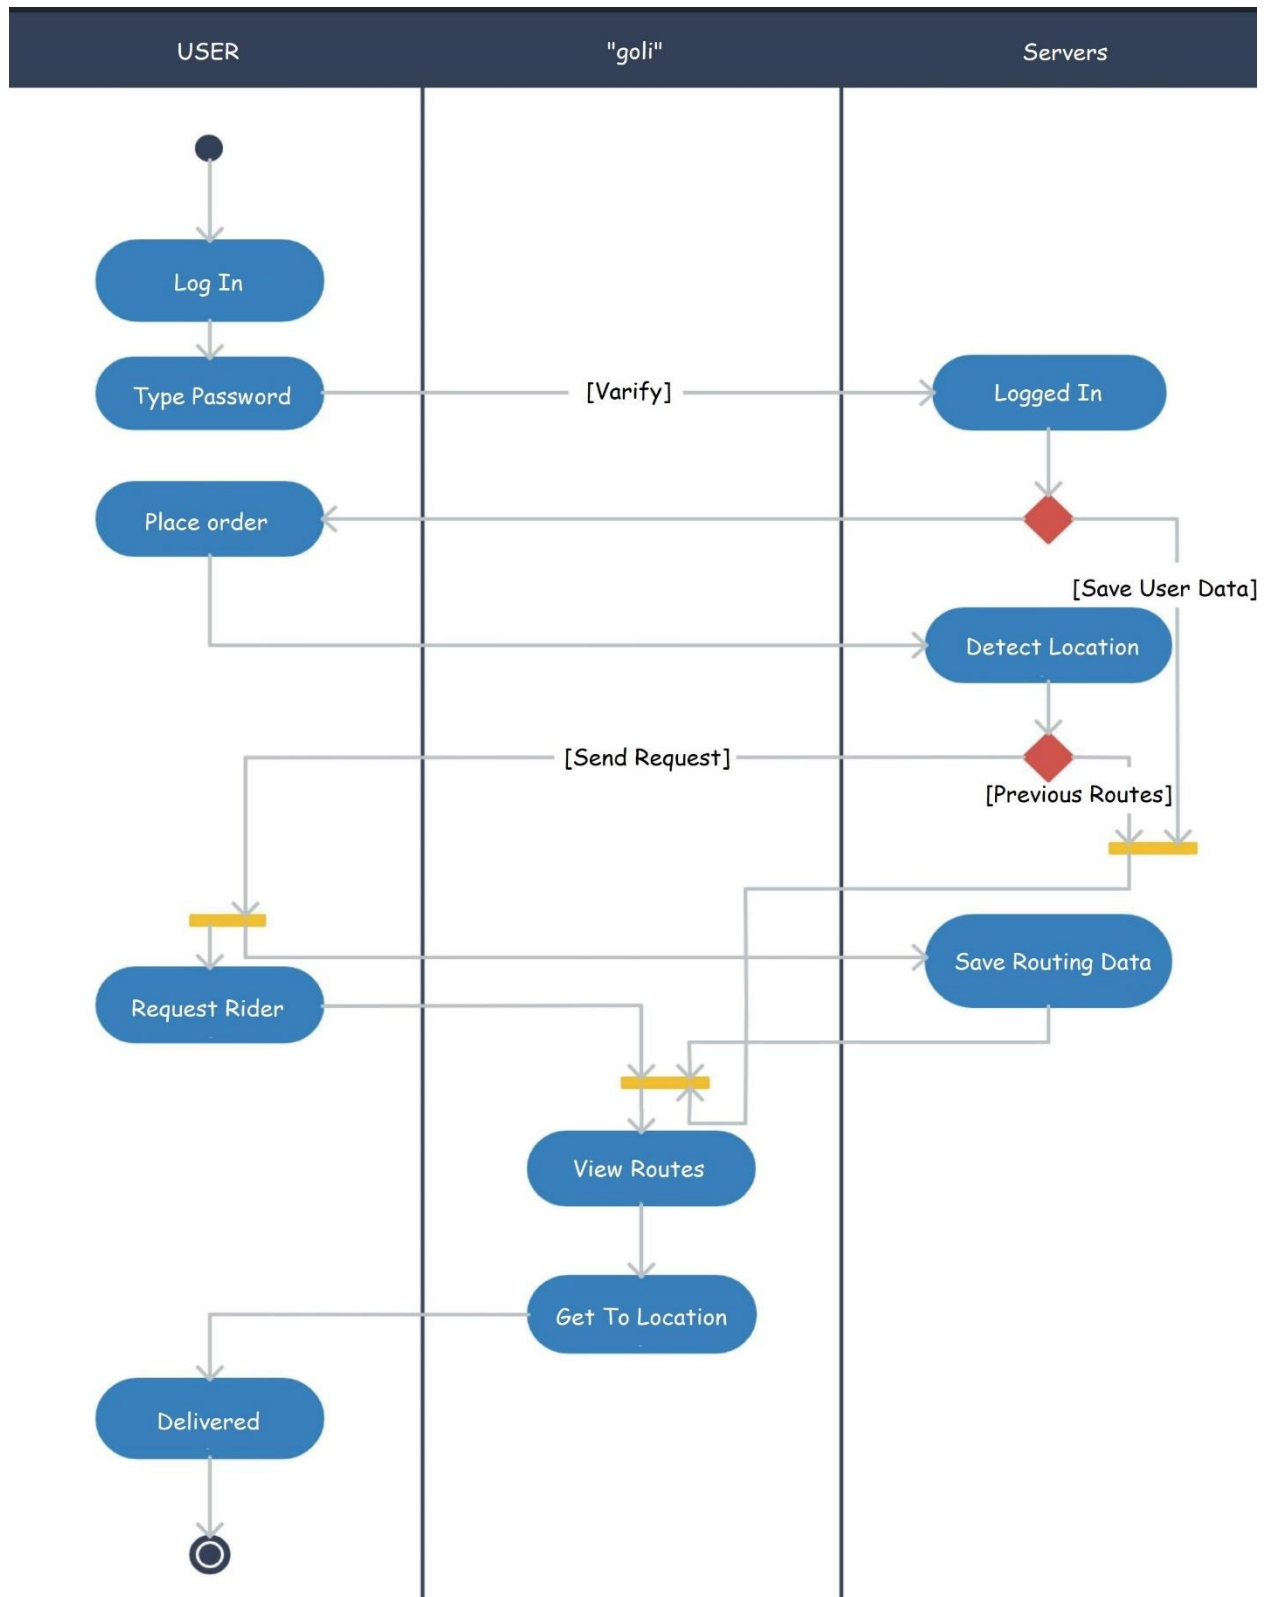 USER
"goli"
Servers
Log In
Type Password
[Varify]
Logged In
Place order
[Save User Data]
Detect Location
[Send Request]
[Previous Routes]
Save Routing Data
Request Rider
View Routes
Get To Location
Delivered